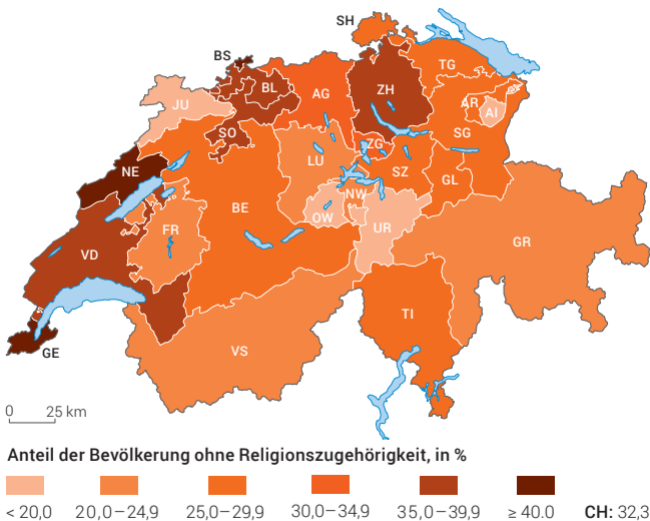 SH
BS
TG
BL
ZH
AG
JU
AR
AI
SO
SG
ZG
LU
NE
SZ
GL
NW
BE
OW
FR
UR
GR
VD
TI
VS
GE
0 25 km
Anteil der Bevölkerung ohne Religionszugehörigkeit, in %
< 20,0 20,0–24,9 25,0–29,9 30,0–34,9 35,0–39,9 ≥ 40.0 CH: 32,3